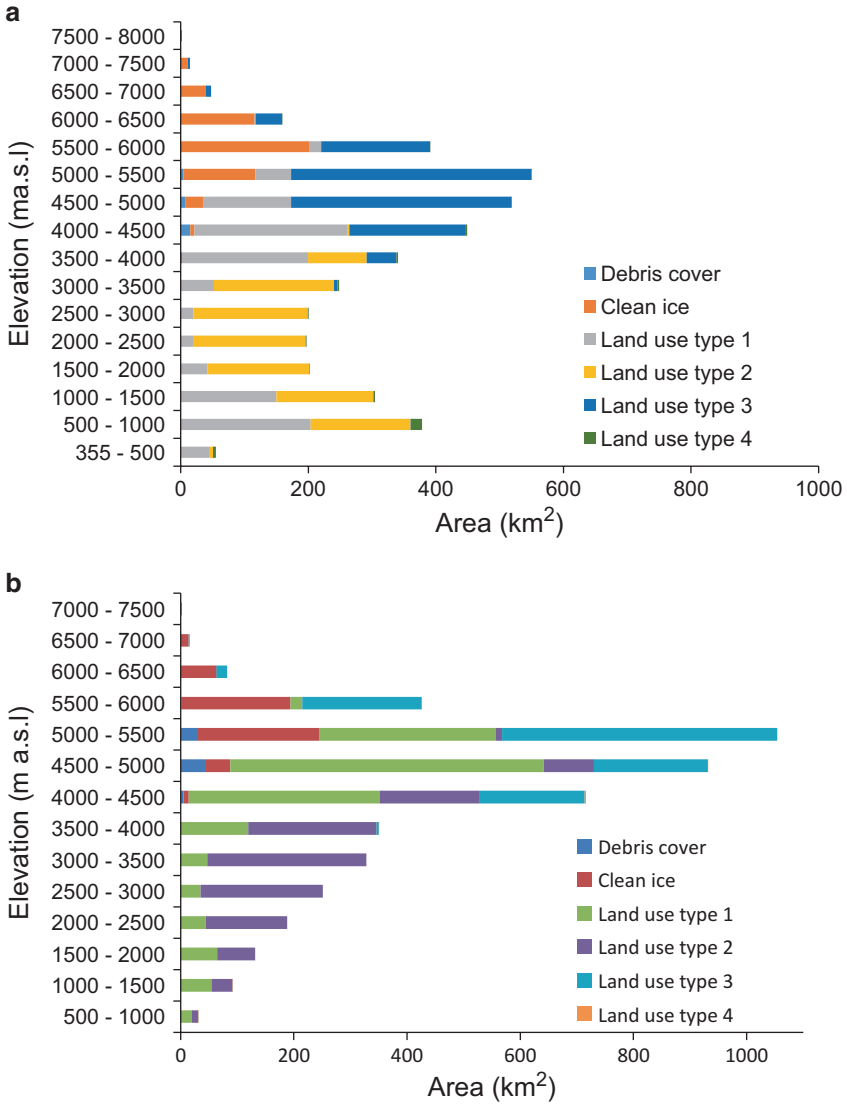 a
7500 - 8000
7000 - 7500
6500 - 7000
6000 - 6500
5500 - 6000
5000 - 5500
4500 - 5000
4000 - 4500
3500 - 4000
3000 - 3500
2500 - 3000
2000 - 2500
1500 - 2000
1000 - 1500
500 - 1000
355 - 500
Elevation (ma.s.l)
Debris cover
Clean ice
Land use type 1
Land use type 2
Land use type 3
Land use type 4
0 200 400 600 800 1000
Area (km²)
b
7000 - 7500
6500 - 7000
6000 - 6500
5500 - 6000
5000 - 5500
4500 - 5000
4000 - 4500
3500 - 4000
3000 - 3500
2500 - 3000
2000 - 2500
1500 - 2000
1000 - 1500
500 - 1000
Elevation (m a.s.l)
Debris cover
Clean ice
Land use type 1
Land use type 2
Land use type 3
Land use type 4
0 200 400 600 800 1000
Area (km²)